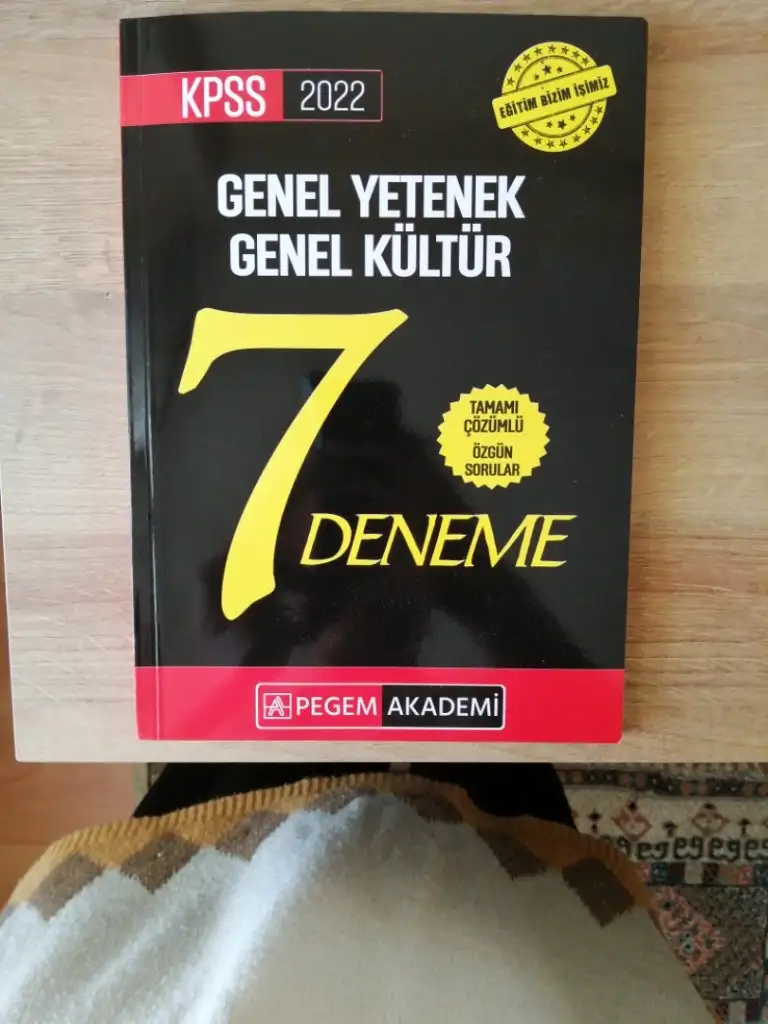 KPSS 2022
EĞİTİM BİZİM İŞİMİZ
GENEL YETENEK
GENEL KÜLTÜR
7
TAMAMI
ÇÖZÜMLÜ
ÖZGÜN
SORULAR
DENEME
PEGEM AKADEMİ